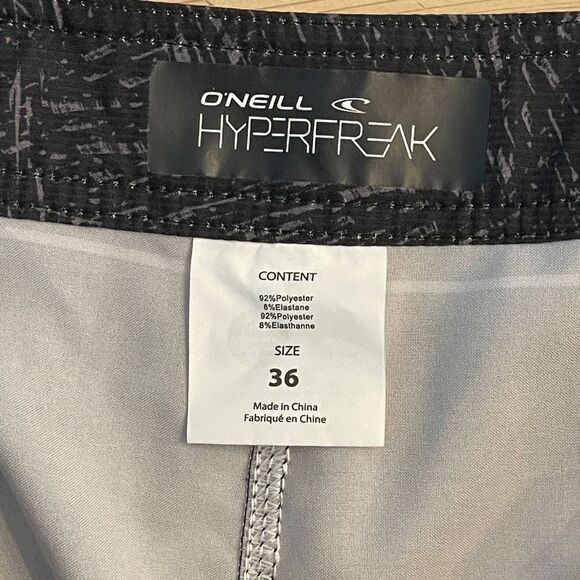 O'NEILL
HYPERFREAK
CONTENT
92%Polyester
8%Elastane
92%Polyester
8%Elasthanne
SIZE
36
Made in China
Fabriqué en Chine